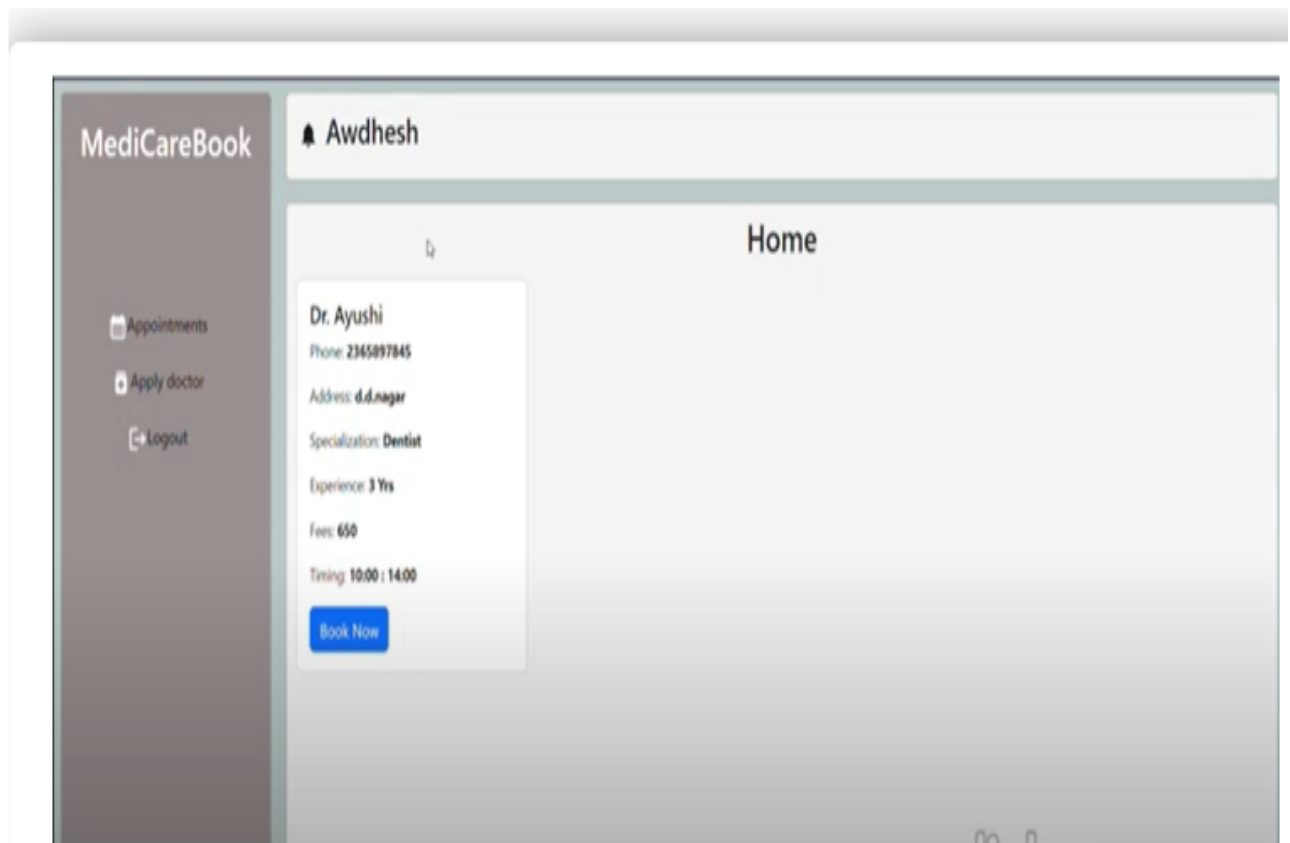 MediCareBook
Awdhesh
Home
Appointments
Apply doctor
Logout
Dr. Ayushi
Phone: 2365897845
Address: d.d.nagar
Specialization: Dentist
Experience: 3 Yrs
Fees: 650
Timing: 10:00 : 14:00
Book Now